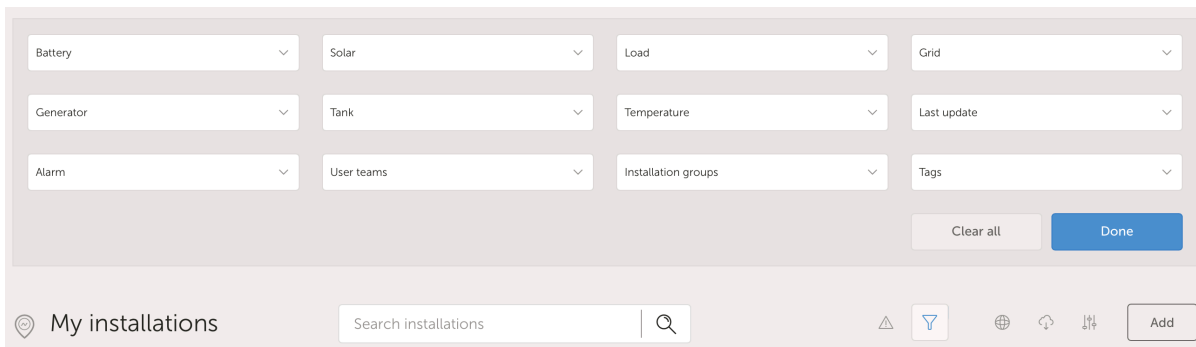 Battery
Solar
Load
Grid
Generator
Tank
Temperature
Last update
Alarm
User teams
Installation groups
Tags
Clear all
Done
My installations
Search installations
Add